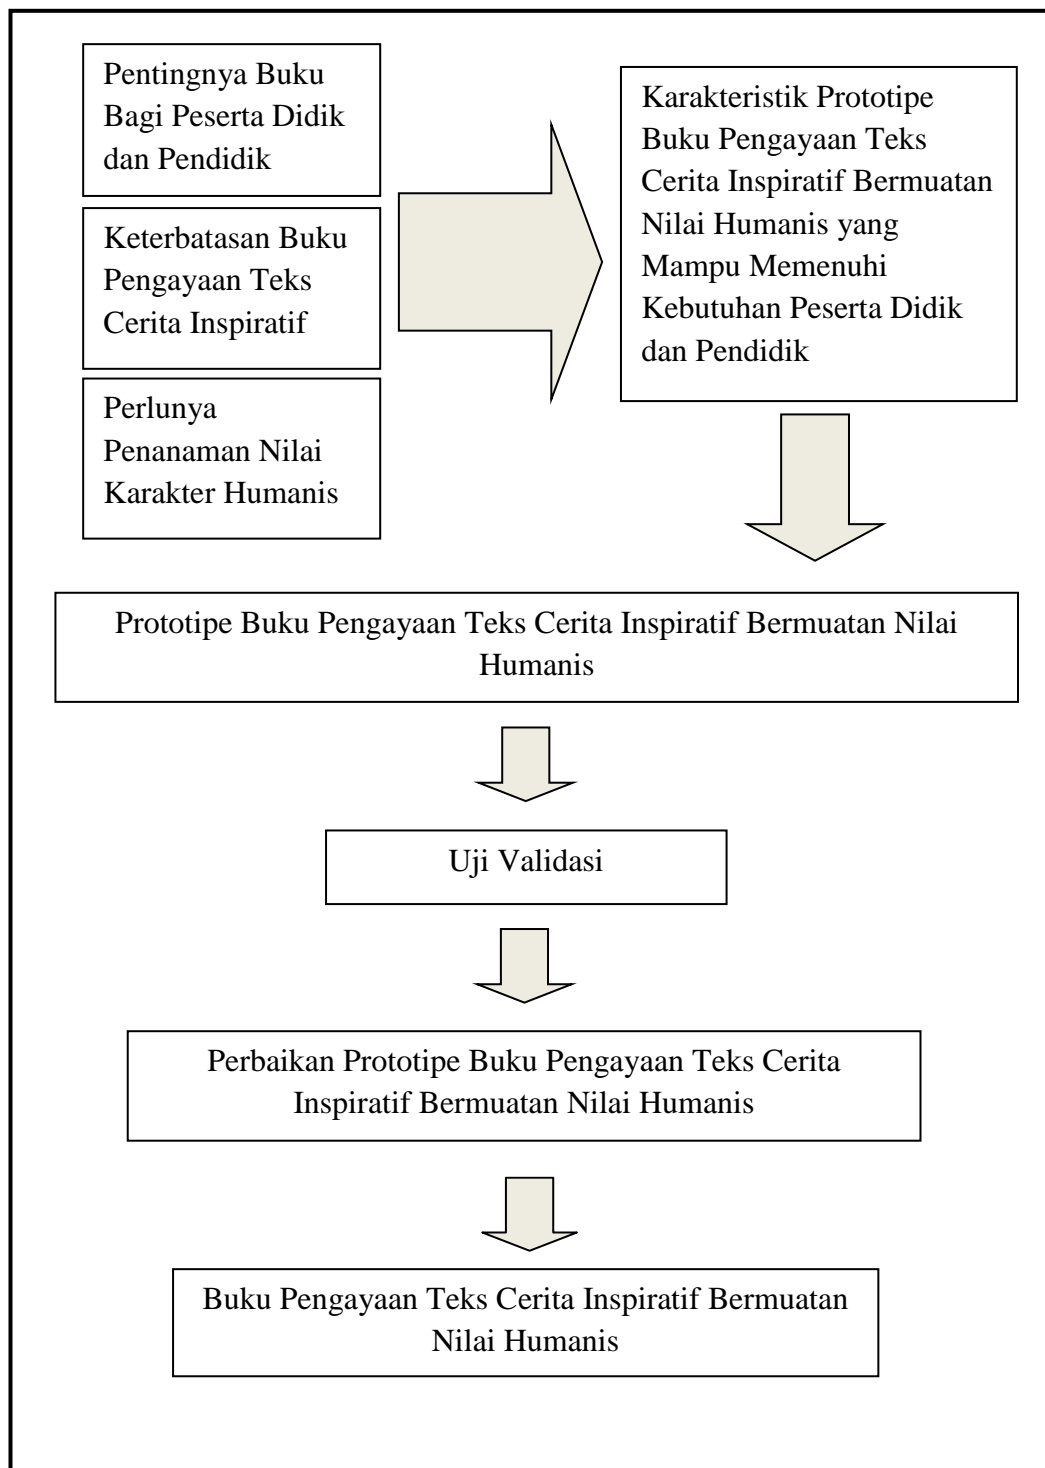 Pentingnya Buku
Bagi Peserta Didik
dan Pendidik
Keterbatasan Buku
Pengayaan Teks
Cerita Inspiratif
Perlunya
Penanaman Nilai
Karakter Humanis
Karakteristik Prototipe
Buku Pengayaan Teks
Cerita Inspiratif Bermuatan
Nilai Humanis yang
Mampu Memenuhi
Kebutuhan Peserta Didik
dan Pendidik
Prototipe Buku Pengayaan Teks Cerita Inspiratif Bermuatan Nilai
Humanis
Uji Validasi
Perbaikan Prototipe Buku Pengayaan Teks Cerita
Inspiratif Bermuatan Nilai Humanis
Buku Pengayaan Teks Cerita Inspiratif Bermuatan
Nilai Humanis